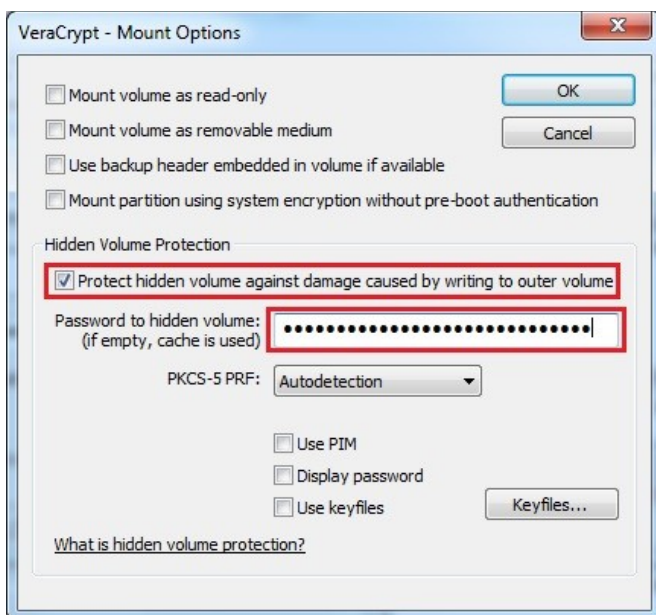 VeraCrypt - Mount Options
Mount volume as read-only
OK
Mount volume as removable medium
Cancel
Use backup header embedded in volume if available
Mount partition using system encryption without pre-boot authentication
Hidden Volume Protection
Protect hidden volume against damage caused by writing to outer volume
Password to hidden volume:
(if empty, cache is used)
PKCS-5 PRF: Autodetection
Use PIM
Display password
Use keyfiles
Keyfiles...
What is hidden volume protection?